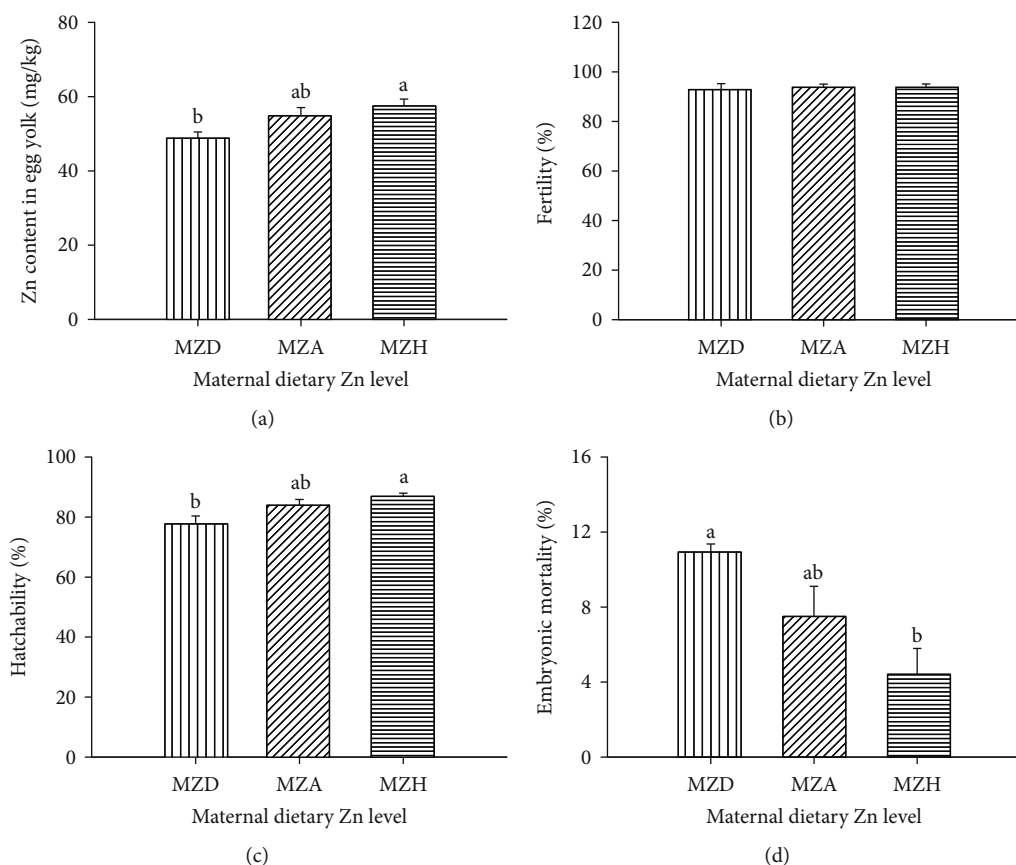 Zn content in egg yolk (mg/kg)
80
60
40
20
0
b
ab
a
MZD
MZA
MZH
Maternal dietary Zn level
(a)
Fertility (%)
120
100
80
60
40
20
0
MZD
MZA
MZH
Maternal dietary Zn level
(b)
Hatchability (%)
100
80
60
40
20
0
b
ab
a
MZD
MZA
MZH
Maternal dietary Zn level
(c)
Embryonic mortality (%)
16
12
8
4
0
a
ab
b
MZD
MZA
MZH
Maternal dietary Zn level
(d)